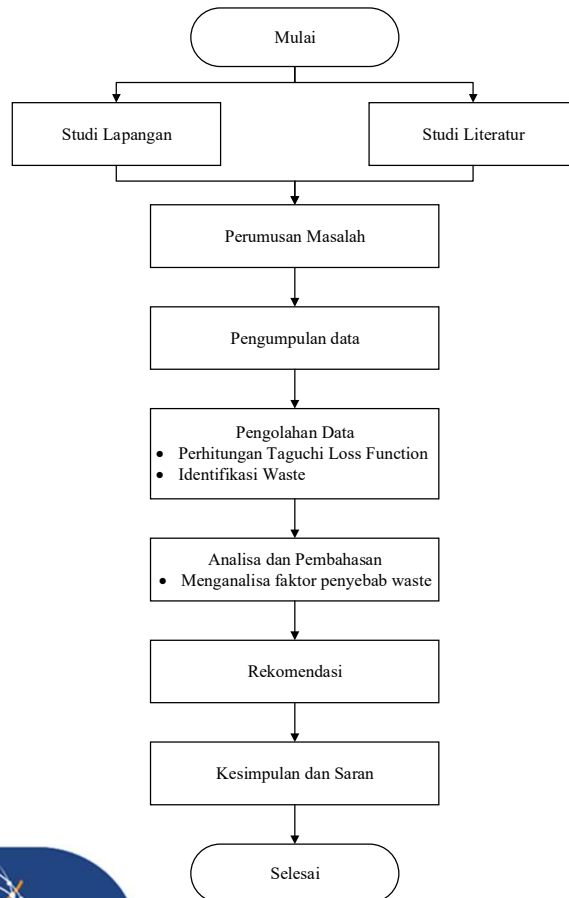 Mulai
Studi Lapangan
Studi Literatur
Perumusan Masalah
Pengumpulan data
Pengolahan Data
• Perhitungan Taguchi Loss Function
• Identifikasi Waste
Analisa dan Pembahasan
• Menganalisa faktor penyebab waste
Rekomendasi
Kesimpulan dan Saran
Selesai